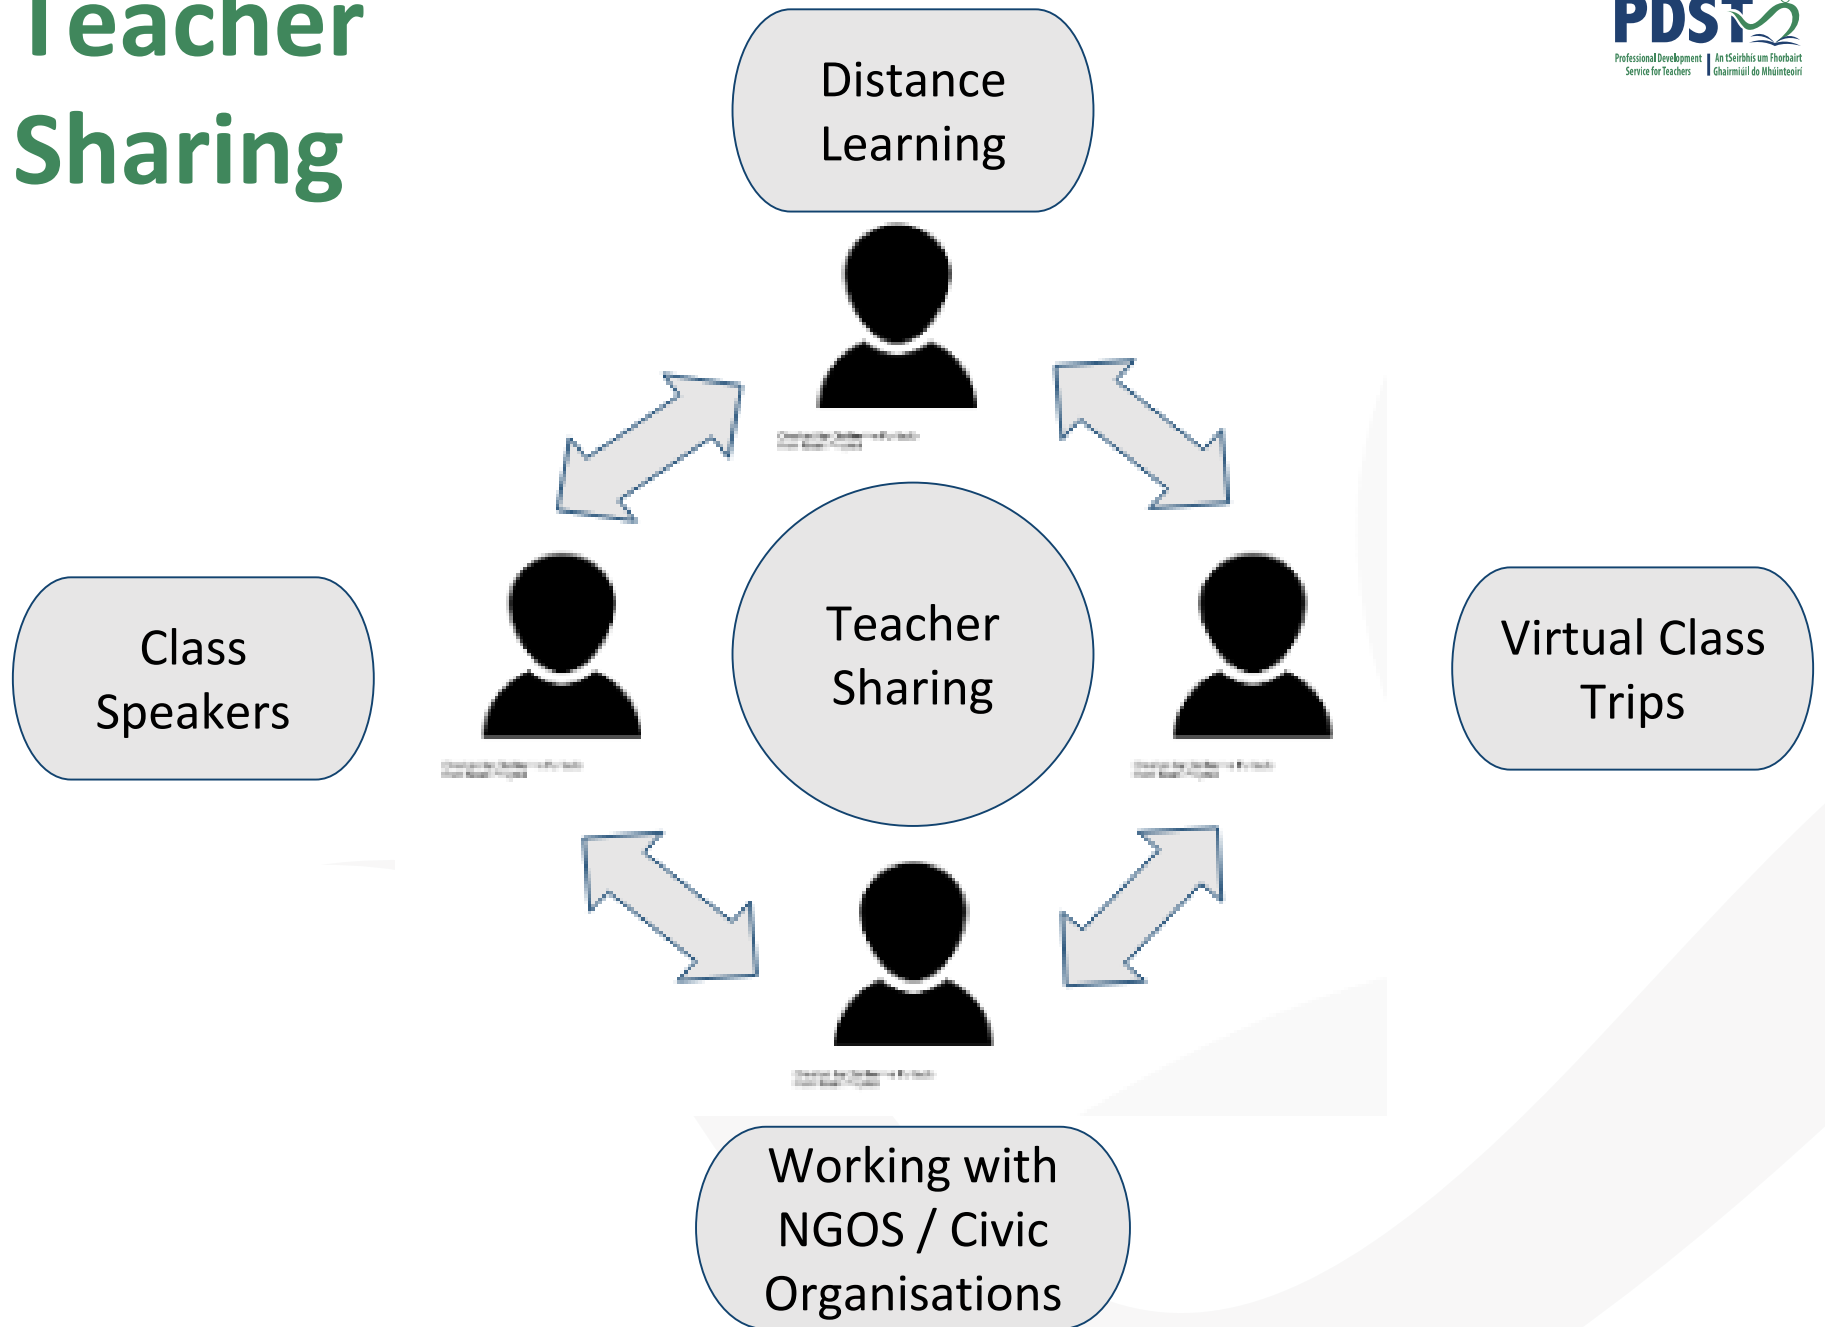 Teacher
Sharing
PDST
Professional Development
Service for Teachers
An tSeirbhís um Fhorbairt
Ghairmiúil do Mhúinteoirí
Distance
Learning
Class
Speakers
Teacher
Sharing
Virtual Class
Trips
Working with
NGOS / Civic
Organisations